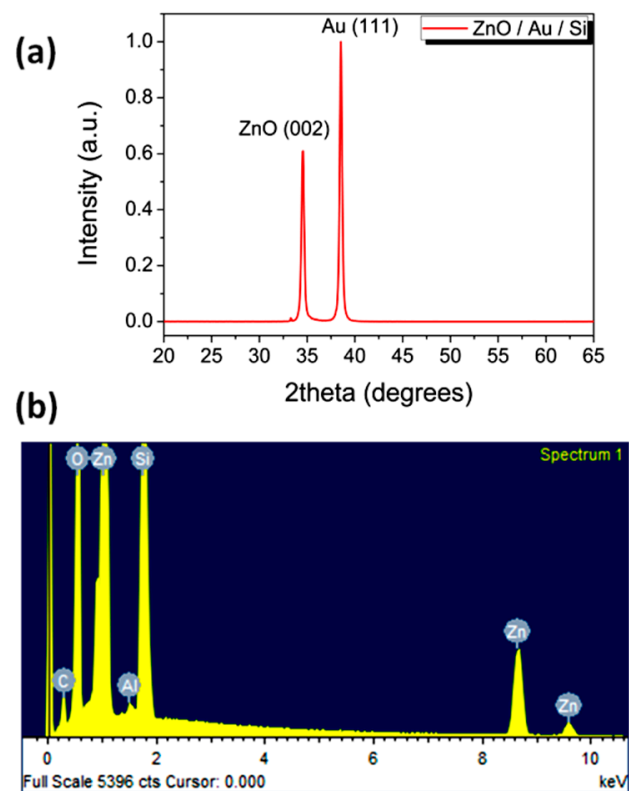 (a)
Au (111)
ZnO / Au / Si
ZnO (002)
Intensity (a.u.)
1.0
0.8
0.6
0.4
0.2
0.0
20 25 30 35 40 45 50 55 60 65
2theta (degrees)
(b)
Spectrum 1
O Zn Si
C Al
Zn
Zn
0 2 4 6 8 10
Full Scale 5396 cts Cursor: 0.000 keV